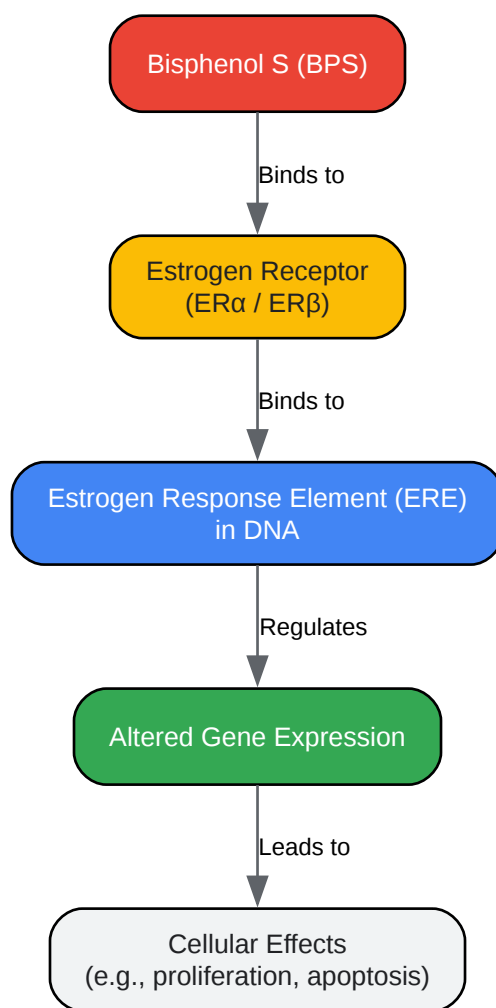 Bisphenol S (BPS)
Binds to
Estrogen Receptor
(ERα / ERβ)
Binds to
Estrogen Response Element (ERE)
in DNA
Regulates
Altered Gene Expression
Leads to
Cellular Effects
(e.g., proliferation, apoptosis)